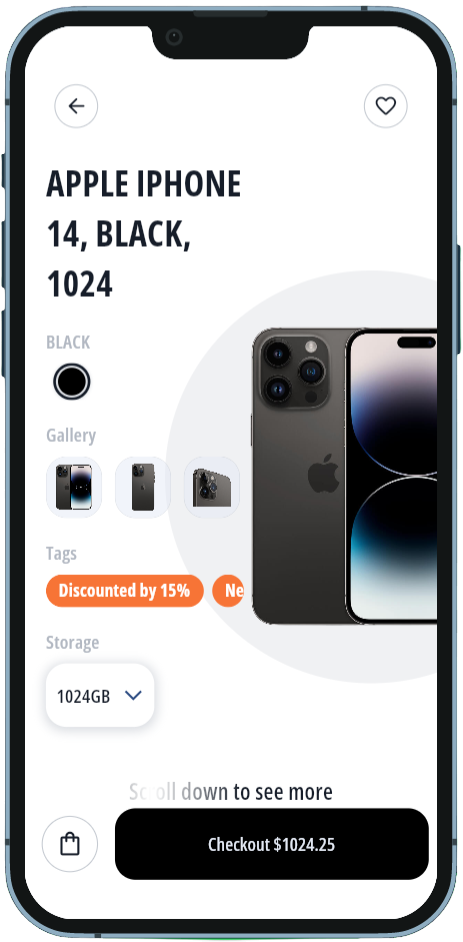 APPLE IPHONE
14, BLACK,
1024
BLACK
Gallery
Tags
Discounted by 15% Ne
Storage
1024GB
Scroll down to see more
Checkout $1024.25